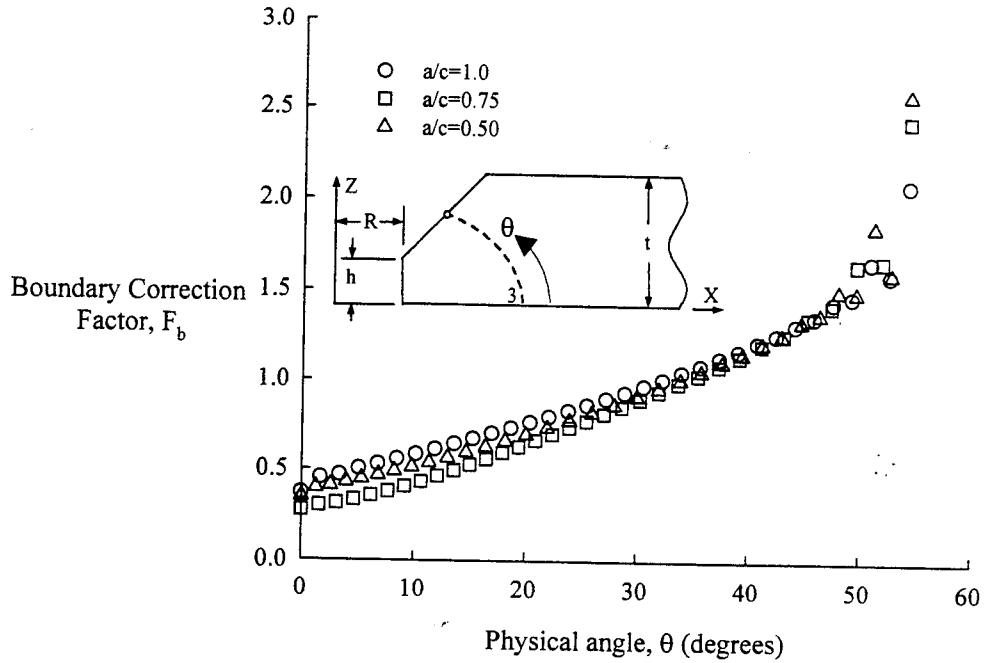 3.0
2.5
2.0
1.5
1.0
0.5
0.0
Boundary Correction
Factor, F_b
a/c=1.0
a/c=0.75
a/c=0.50
Z
R
h
θ
3
t
X
0 10 20 30 40 50 60
Physical angle, θ (degrees)